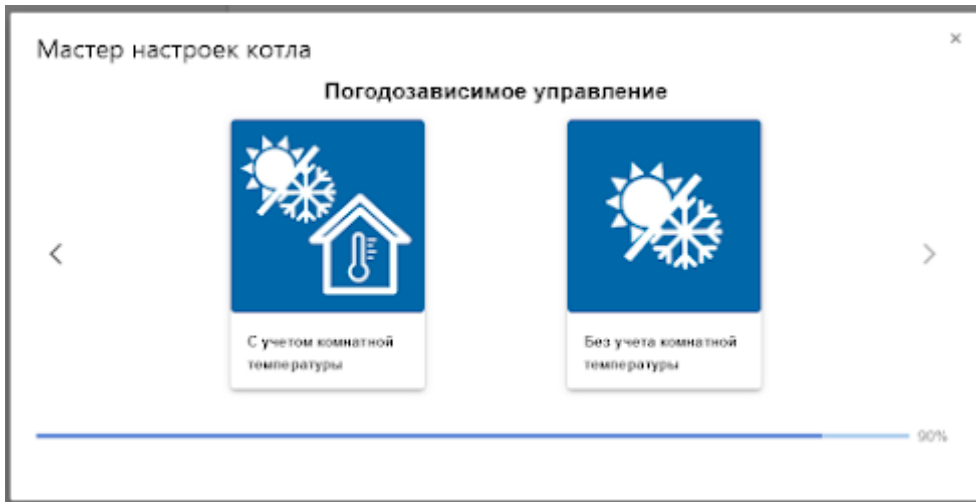 Мастер настроек котла
Погодозависимое управление
С учетом комнатной
температуры
Без учета комнатной
температуры
90%